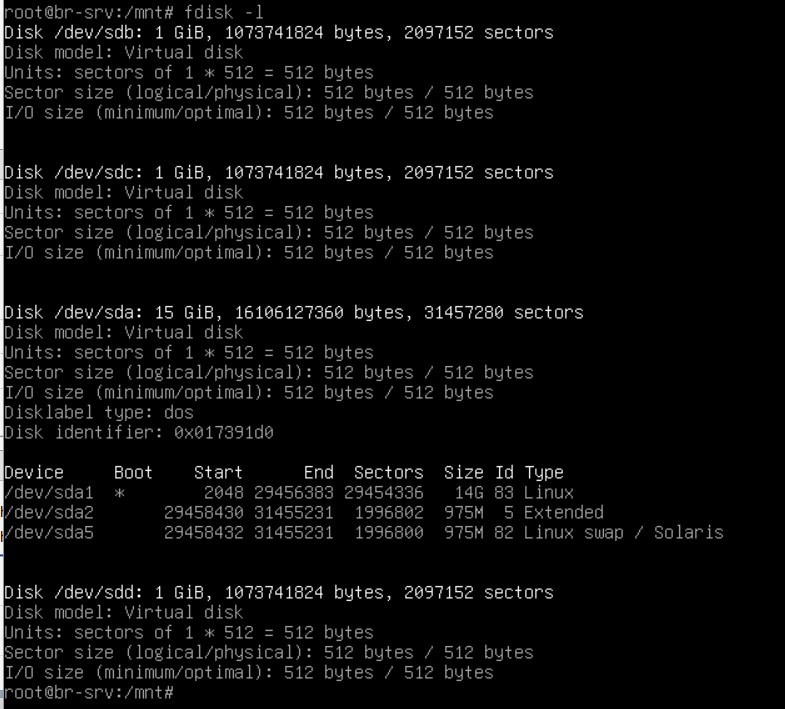 root@br-srv:/mnt# fdisk -l
Disk /dev/sdb: 1 GiB, 1073741824 bytes, 2097152 sectors
Disk model: Virtual disk
Units: sectors of 1 * 512 = 512 bytes
Sector size (logical/physical): 512 bytes / 512 bytes
I/O size (minimum/optimal): 512 bytes / 512 bytes
Disk /dev/sdc: 1 GiB, 1073741824 bytes, 2097152 sectors
Disk model: Virtual disk
Units: sectors of 1 * 512 = 512 bytes
Sector size (logical/physical): 512 bytes / 512 bytes
I/O size (minimum/optimal): 512 bytes / 512 bytes
Disk /dev/sda: 15 GiB, 16106127360 bytes, 31457280 sectors
Disk model: Virtual disk
Units: sectors of 1 * 512 = 512 bytes
Sector size (logical/physical): 512 bytes / 512 bytes
I/O size (minimum/optimal): 512 bytes / 512 bytes
Disklabel type: dos
Disk identifier: 0x017391d0
Device     Boot    Start      End  Sectors  Size Id Type
/dev/sda1  *        2048 29456383 29454336   14G 83 Linux
/dev/sda2       29458430 31455231  1996802  975M  5 Extended
/dev/sda5       29458432 31455231  1996800  975M 82 Linux swap / Solaris
Disk /dev/sdd: 1 GiB, 1073741824 bytes, 2097152 sectors
Disk model: Virtual disk
Units: sectors of 1 * 512 = 512 bytes
Sector size (logical/physical): 512 bytes / 512 bytes
I/O size (minimum/optimal): 512 bytes / 512 bytes
root@br-srv:/mnt#